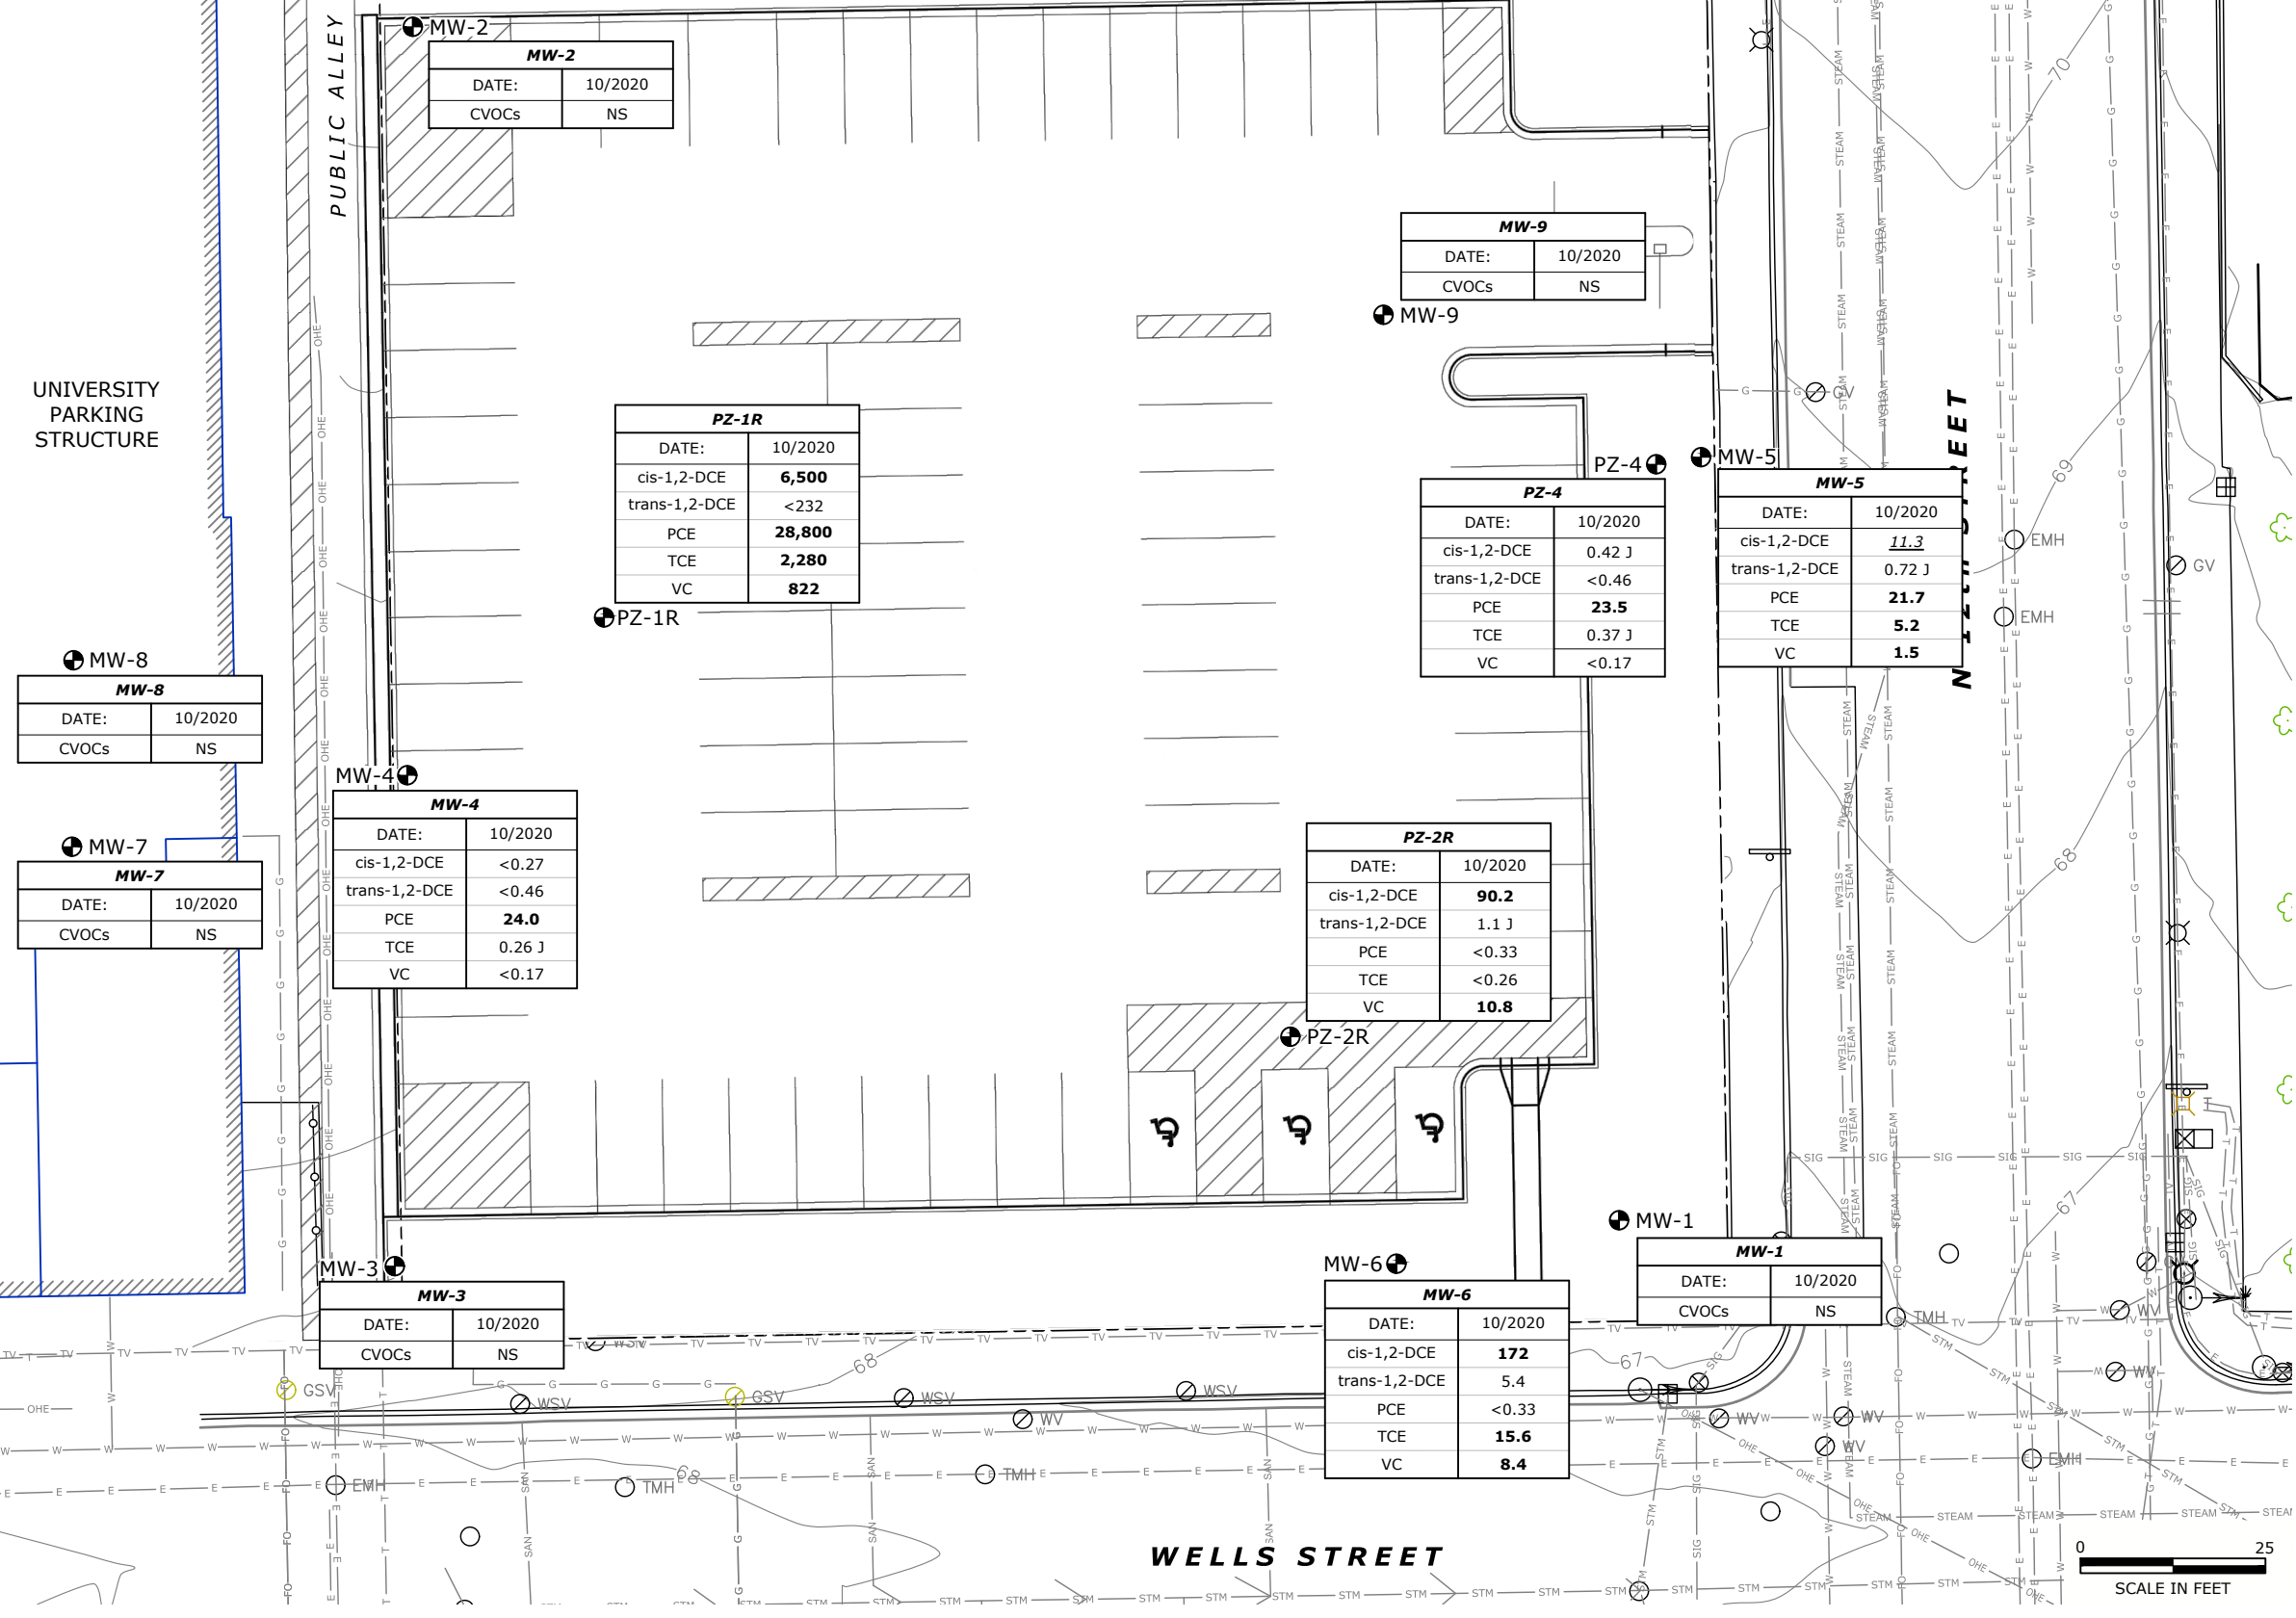 PUBLIC ALLEY
MW-2
MW-2
DATE: 10/2020
CVOCs NS
MW-9
DATE: 10/2020
CVOCs NS
MW-9
UNIVERSITY
PARKING
STRUCTURE
PZ-1R
DATE: 10/2020
cis-1,2-DCE 6,500
trans-1,2-DCE <232
PCE 28,800
TCE 2,280
VC 822
PZ-1R
PZ-4
PZ-4
DATE: 10/2020
cis-1,2-DCE 0.42 J
trans-1,2-DCE <0.46
PCE 23.5
TCE 0.37 J
VC <0.17
MW-5
MW-5
DATE: 10/2020
cis-1,2-DCE 11.3
trans-1,2-DCE 0.72 J
PCE 21.7
TCE 5.2
VC 1.5
MW-8
MW-8
DATE: 10/2020
CVOCs NS
MW-7
MW-7
DATE: 10/2020
CVOCs NS
MW-4
MW-4
DATE: 10/2020
cis-1,2-DCE <0.27
trans-1,2-DCE <0.46
PCE 24.0
TCE 0.26 J
VC <0.17
PZ-2R
DATE: 10/2020
cis-1,2-DCE 90.2
trans-1,2-DCE 1.1 J
PCE <0.33
TCE <0.26
VC 10.8
PZ-2R
MW-1
MW-1
DATE: 10/2020
CVOCs NS
MW-3
MW-3
DATE: 10/2020
CVOCs NS
MW-6
MW-6
DATE: 10/2020
cis-1,2-DCE 172
trans-1,2-DCE 5.4
PCE <0.33
TCE 15.6
VC 8.4
70
69
68
67
67
68
GV
GV
EMH
EMH
EMH
EMH
GSV
GSV
WSV
WSV
WSV
WV
WV
WV
WV
WV
WV
TMH
TMH
TMH
WELLS STREET
0 25
SCALE IN FEET